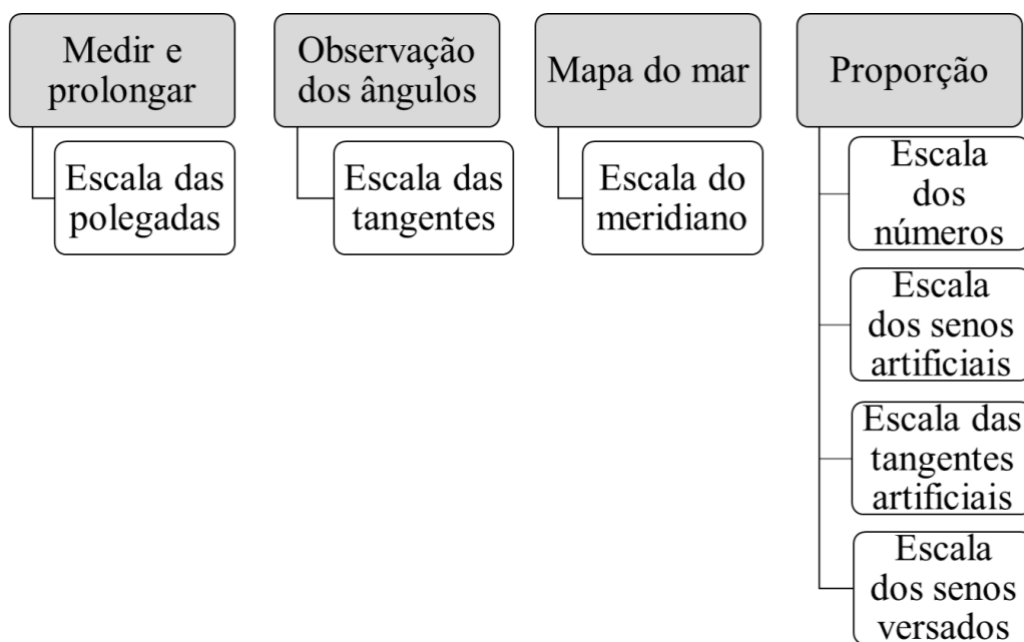 Medir e
prolongar
Escala das
polegadas
Observação
dos ângulos
Escala das
tangentes
Mapa do mar
Escala do
meridiano
Proporção
Escala
dos
números
Escala
dos senos
artificiais
Escala das
tangentes
artificiais
Escala
dos senos
versados